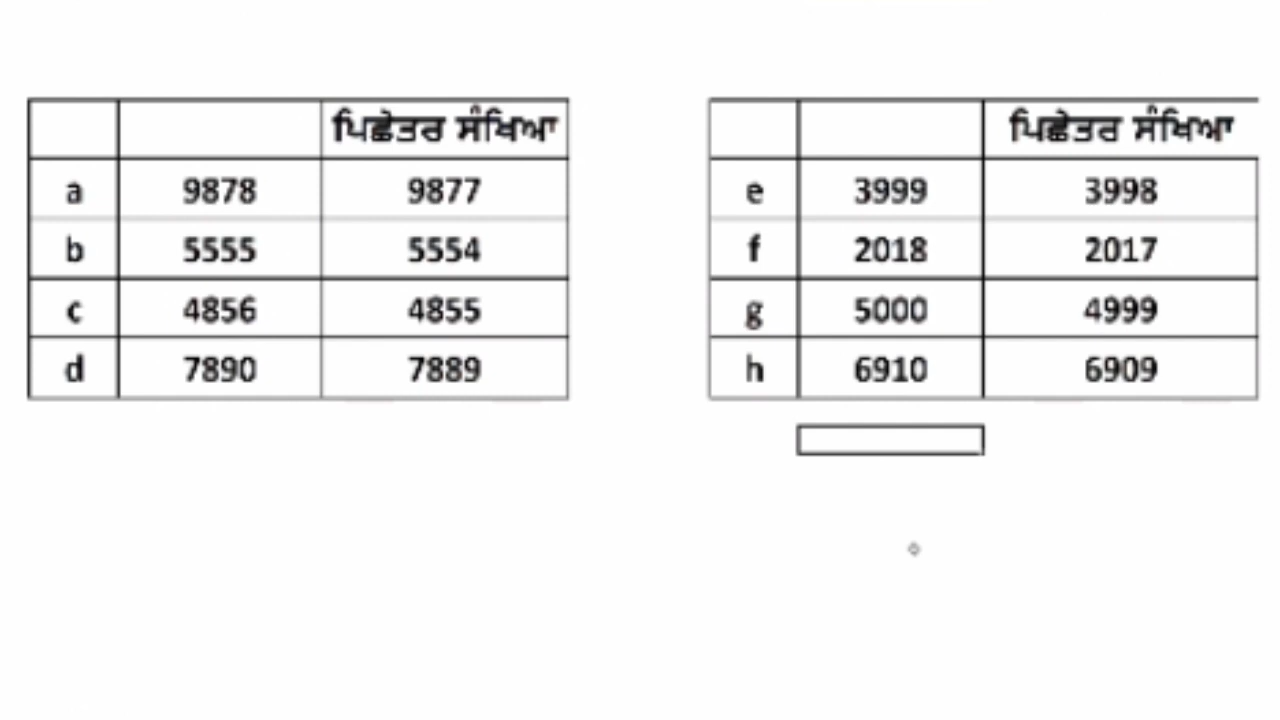 ਪਿਛੇਤਰ ਸੰਖਿਆ
a 9878 9877
b 5555 5554
c 4856 4855
d 7890 7889
ਪਿਛੇਤਰ ਸੰਖਿਆ
e 3999 3998
f 2018 2017
g 5000 4999
h 6910 6909